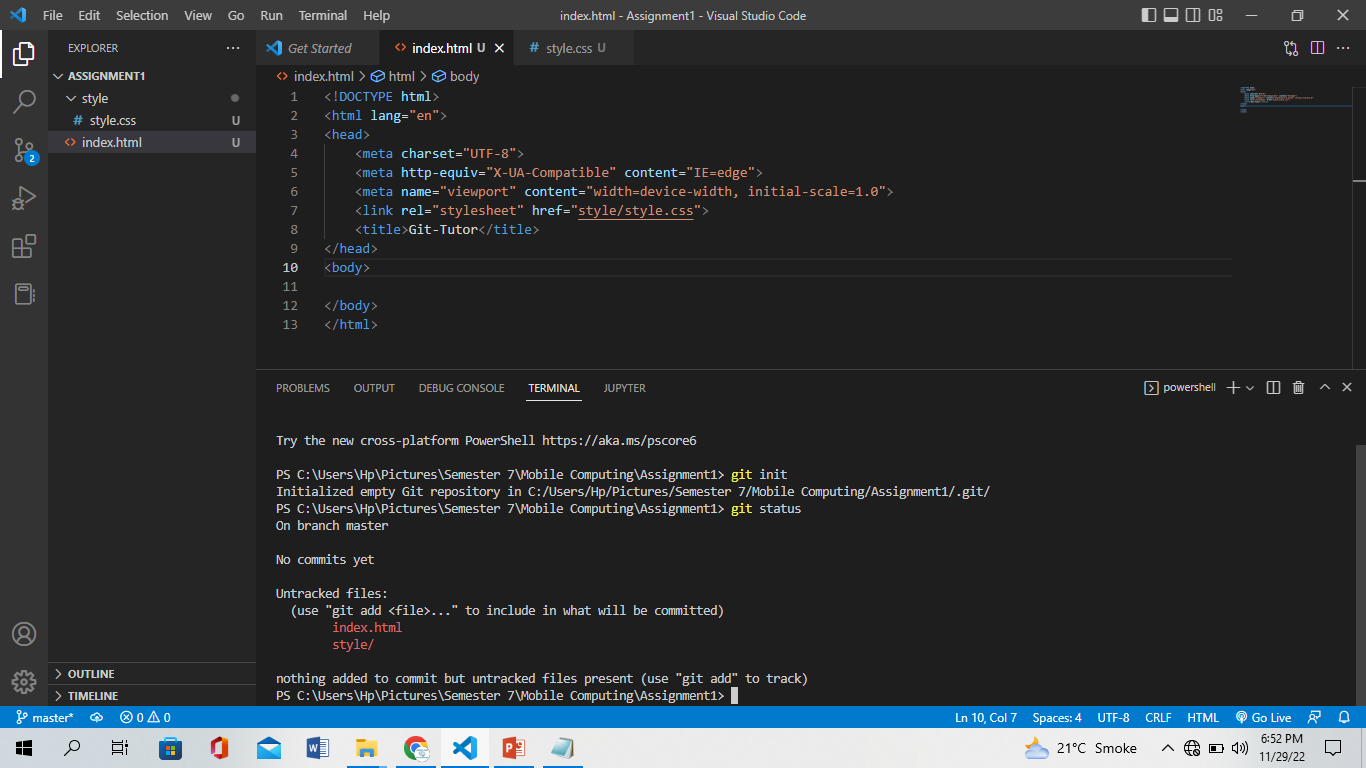 File Edit Selection View Go Run Terminal Help
index.html - Assignment1 - Visual Studio Code
EXPLORER
ASSIGNMENT1
style
# style.css U
<> index.html U
2
Get Started
<> index.html U
# style.css U
<> index.html > html > body
1 <!DOCTYPE html>
2 <html lang="en">
3 <head>
4 <meta charset="UTF-8">
5 <meta http-equiv="X-UA-Compatible" content="IE=edge">
6 <meta name="viewport" content="width=device-width, initial-scale=1.0">
7 <link rel="stylesheet" href="style/style.css">
8 <title>Git-Tutor</title>
9 </head>
10 <body>
11
12 </body>
13 </html>
PROBLEMS OUTPUT DEBUG CONSOLE TERMINAL JUPYTER
powershell
Try the new cross-platform PowerShell https://aka.ms/pscore6
PS C:\Users\Hp\Pictures\Semester 7\Mobile Computing\Assignment1> git init
Initialized empty Git repository in C:/Users/Hp/Pictures/Semester 7/Mobile Computing/Assignment1/.git/
PS C:\Users\Hp\Pictures\Semester 7\Mobile Computing\Assignment1> git status
On branch master
No commits yet
Untracked files:
(use "git add <file>..." to include in what will be committed)
index.html
style/
nothing added to commit but untracked files present (use "git add" to track)
PS C:\Users\Hp\Pictures\Semester 7\Mobile Computing\Assignment1>
OUTLINE
TIMELINE
master* 0 0
Ln 10, Col 7 Spaces: 4 UTF-8 CRLF HTML Go Live
21°C Smoke
6:52 PM
11/29/22